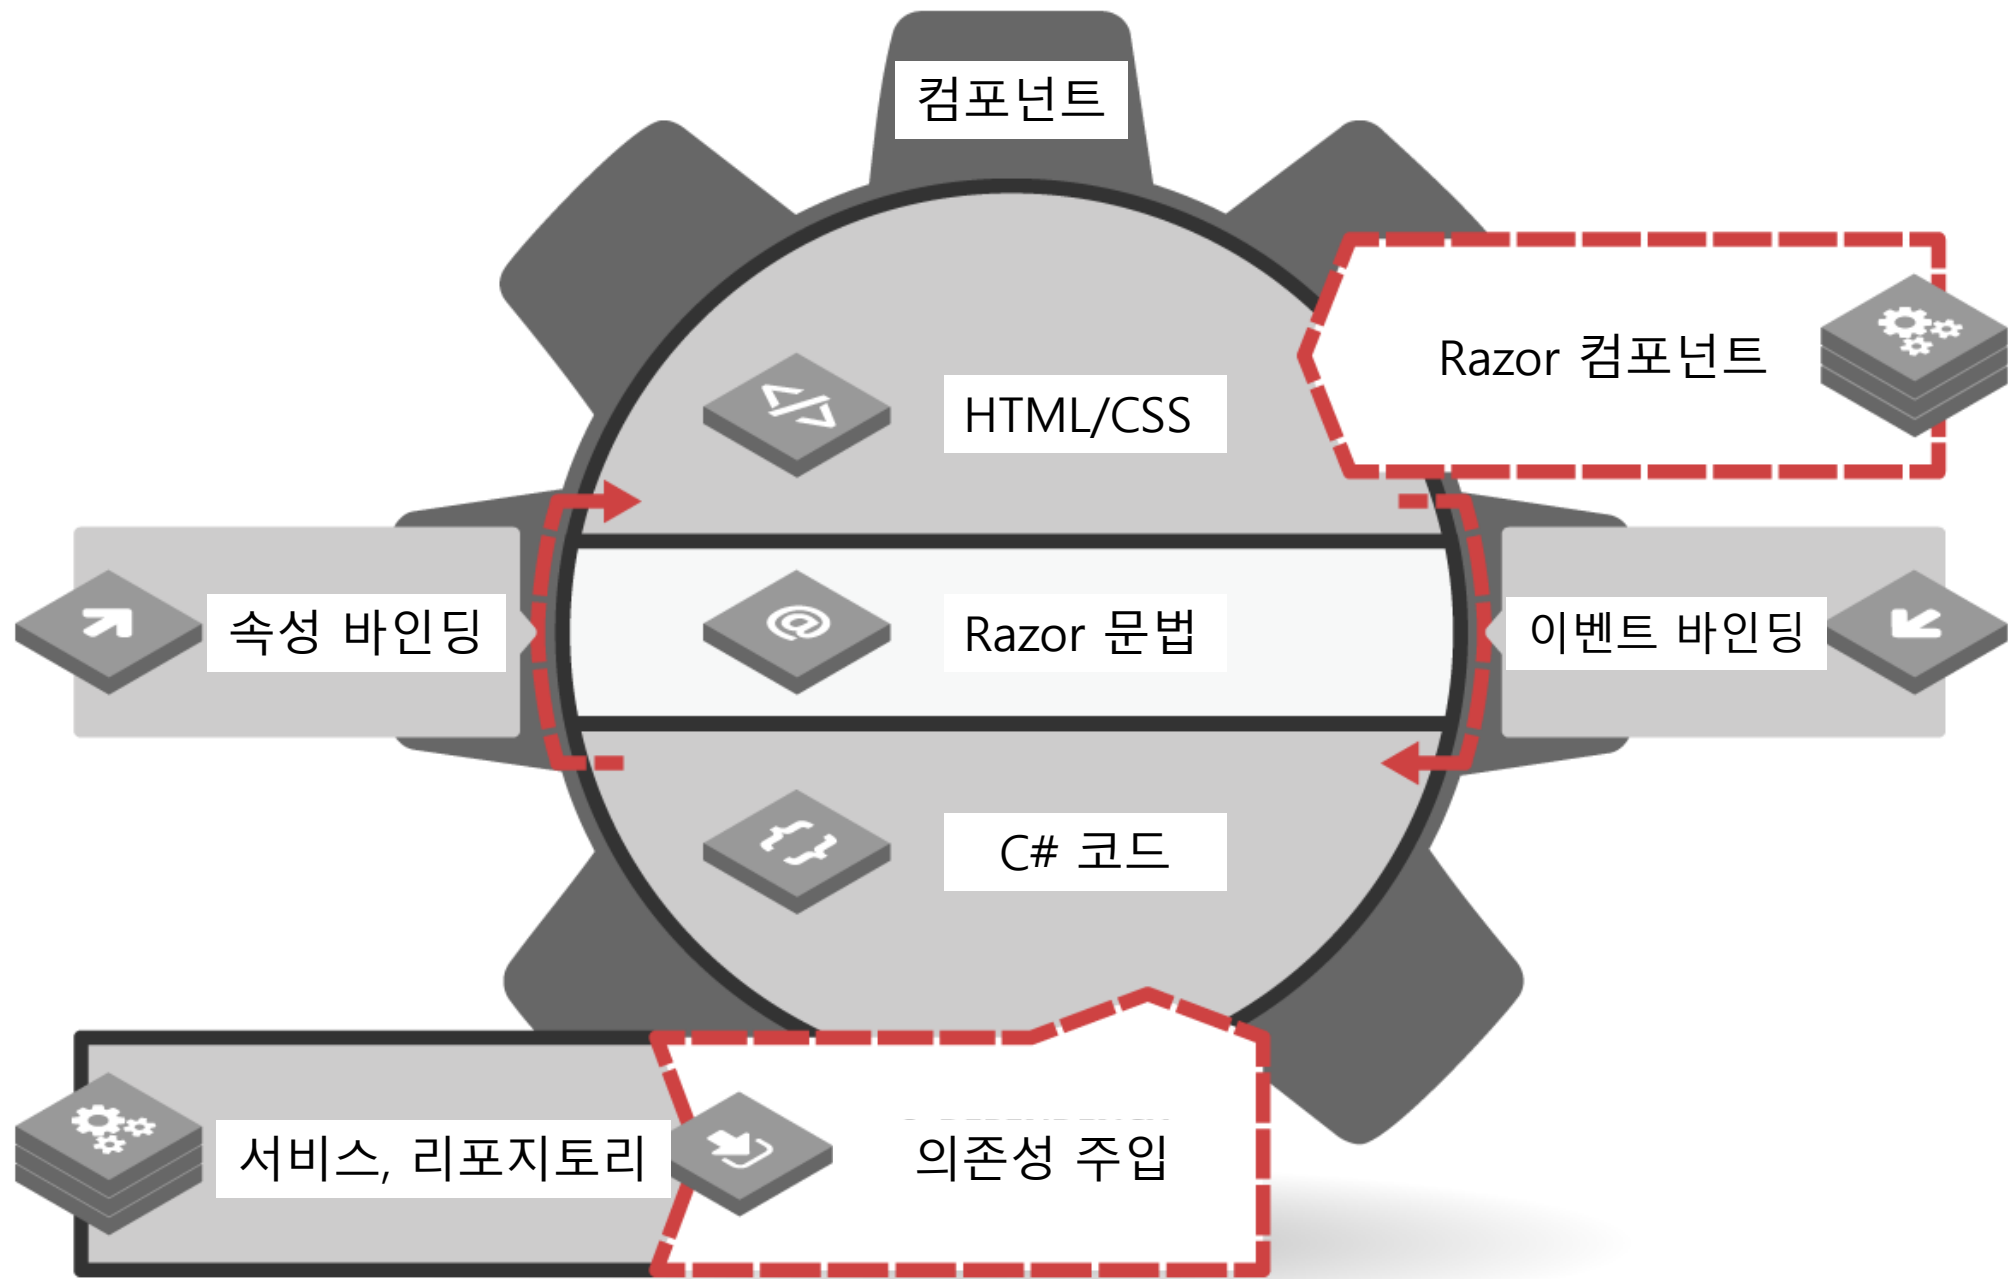 컴포넌트
Razor 컴포넌트
HTML/CSS
속성 바인딩
@
Razor 문법
이벤트 바인딩
{}
C# 코드
서비스, 리포지토리
의존성 주입